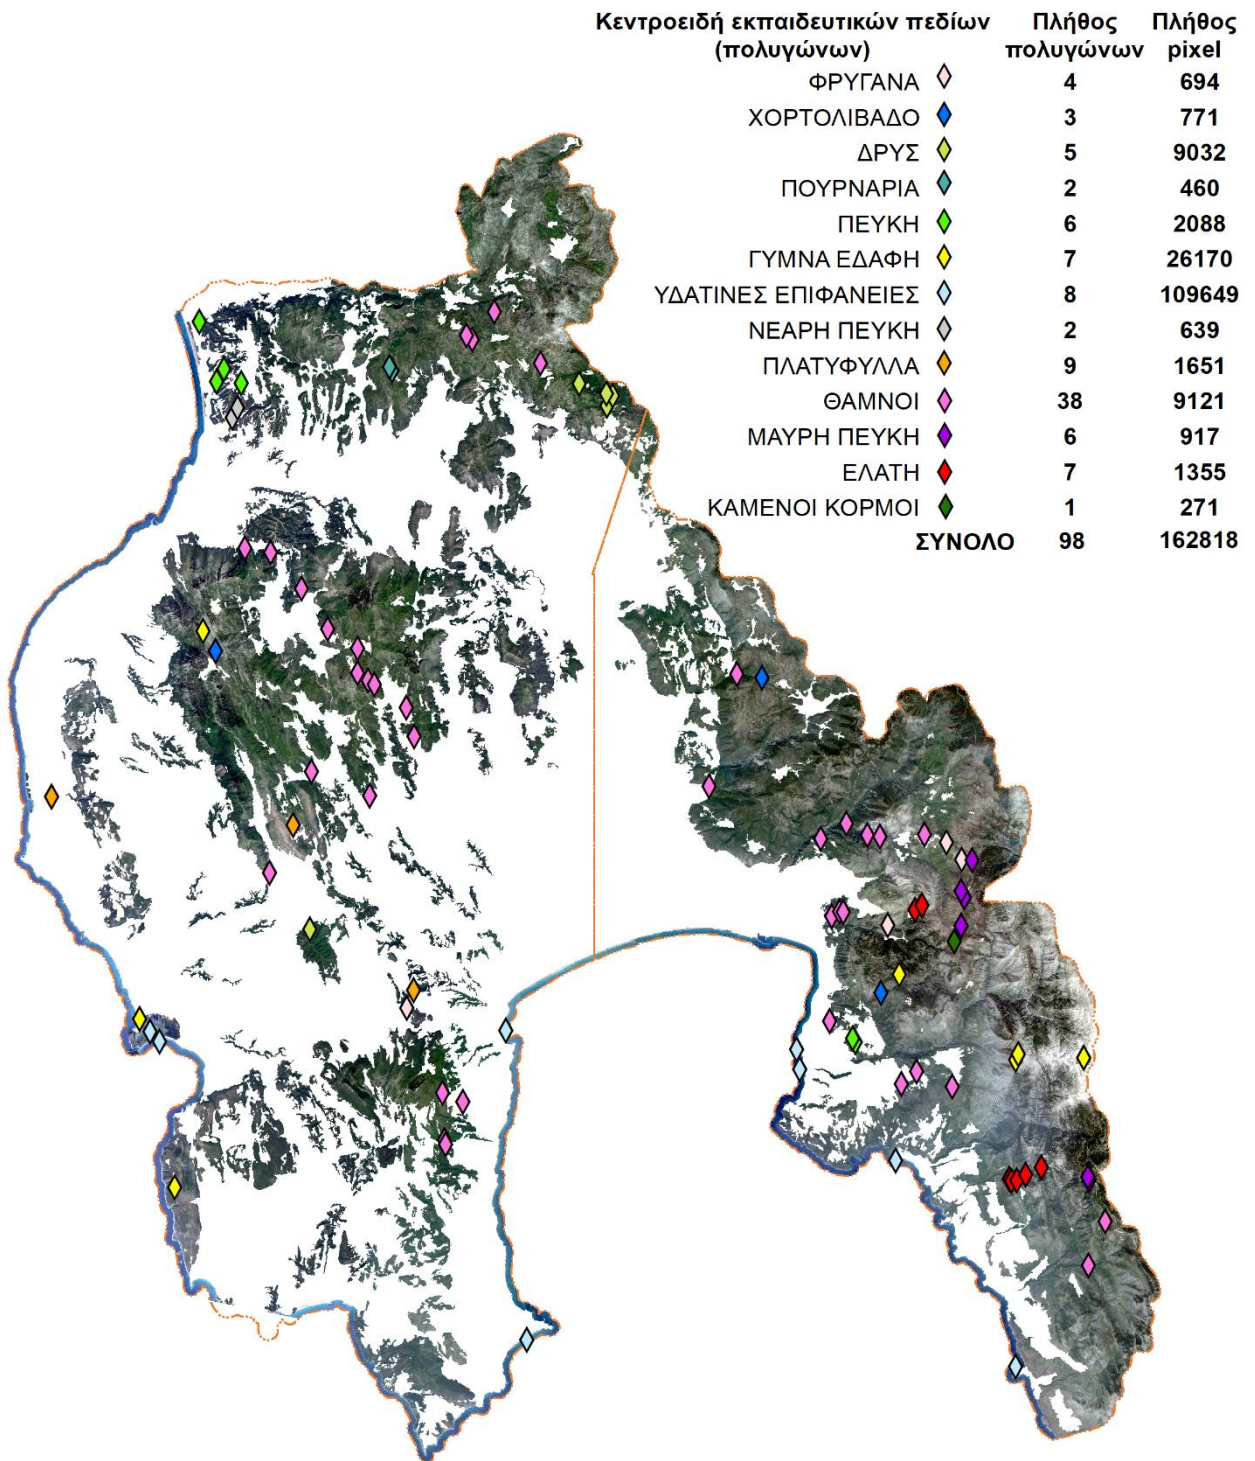 Κεντροειδή εκπαιδευτικών πεδίων Πλήθος Πλήθος
(πολυγώνων) πολυγώνων pixel
ΦΡΥΓΑΝΑ 4 694
ΧΟΡΤΟΛΙΒΑΔΟ 3 771
ΔΡΥΣ 5 9032
ΠΟΥΡΝΑΡΙΑ 2 460
ΠΕΥΚΗ 6 2088
ΓΥΜΝΑ ΕΔΑΦΗ 7 26170
ΥΔΑΤΙΝΕΣ ΕΠΙΦΑΝΕΙΕΣ 8 109649
ΝΕΑΡΗ ΠΕΥΚΗ 2 639
ΠΛΑΤΥΦΥΛΛΑ 9 1651
ΘΑΜΝΟΙ 38 9121
ΜΑΥΡΗ ΠΕΥΚΗ 6 917
ΕΛΑΤΗ 7 1355
ΚΑΜΕΝΟΙ ΚΟΡΜΟΙ 1 271
ΣΥΝΟΛΟ 98 162818